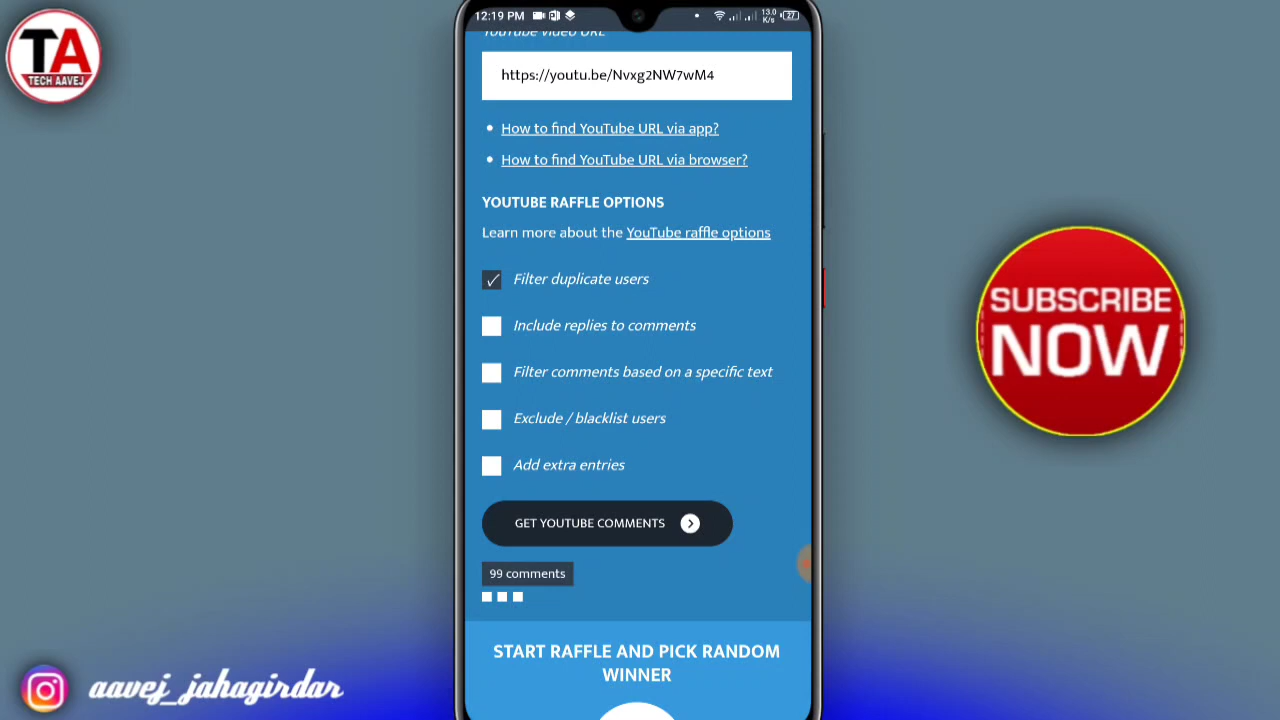 TA
TECH AAVEJ
12:19 PM
13.0
K/s
27
YouTube video URL
https://youtu.be/Nvxg2NW7wM4
How to find YouTube URL via app?
How to find YouTube URL via browser?
YOUTUBE RAFFLE OPTIONS
Learn more about the YouTube raffle options
Filter duplicate users
Include replies to comments
Filter comments based on a specific text
Exclude / blacklist users
Add extra entries
GET YOUTUBE COMMENTS
99 comments
START RAFFLE AND PICK RANDOM
WINNER
SUBSCRIBE
NOW
aavej_jahagirdar